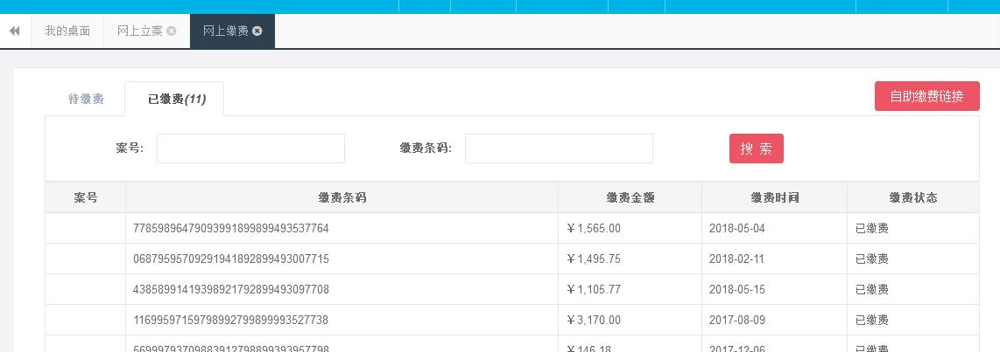 我的桌面 网上立案 网上缴费
待缴费 已缴费(11) 自助缴费链接
案号: 缴费条码: 搜 索
案号 缴费条码 缴费金额 缴费时间 缴费状态
77859896479093991899899493537764 ￥1,565.00 2018-05-04 已缴费
06879595709291941892899493007715 ￥1,495.75 2018-02-11 已缴费
43858991419398921792899493097708 ￥1,105.77 2018-05-15 已缴费
11699597159798992799899993527738 ￥3,170.00 2017-08-09 已缴费
56999793709883912798899393957798 ￥146.18 2017-12-06 已缴费